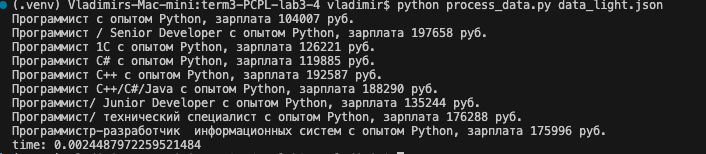 (.venv) Vladimirs-Mac-mini:term3-PCPL-lab3-4 vladimir$ python process_data.py data_light.json
Программист с опытом Python, зарплата 104007 руб.
Программист / Senior Developer с опытом Python, зарплата 197658 руб.
Программист 1С с опытом Python, зарплата 126221 руб.
Программист C# с опытом Python, зарплата 119885 руб.
Программист C++ с опытом Python, зарплата 192587 руб.
Программист C++/C#/Java с опытом Python, зарплата 188290 руб.
Программист/ Junior Developer с опытом Python, зарплата 135244 руб.
Программист/ технический специалист с опытом Python, зарплата 176288 руб.
Программистр-разработчик  информационных систем с опытом Python, зарплата 175996 руб.
time: 0.0024487972259521484